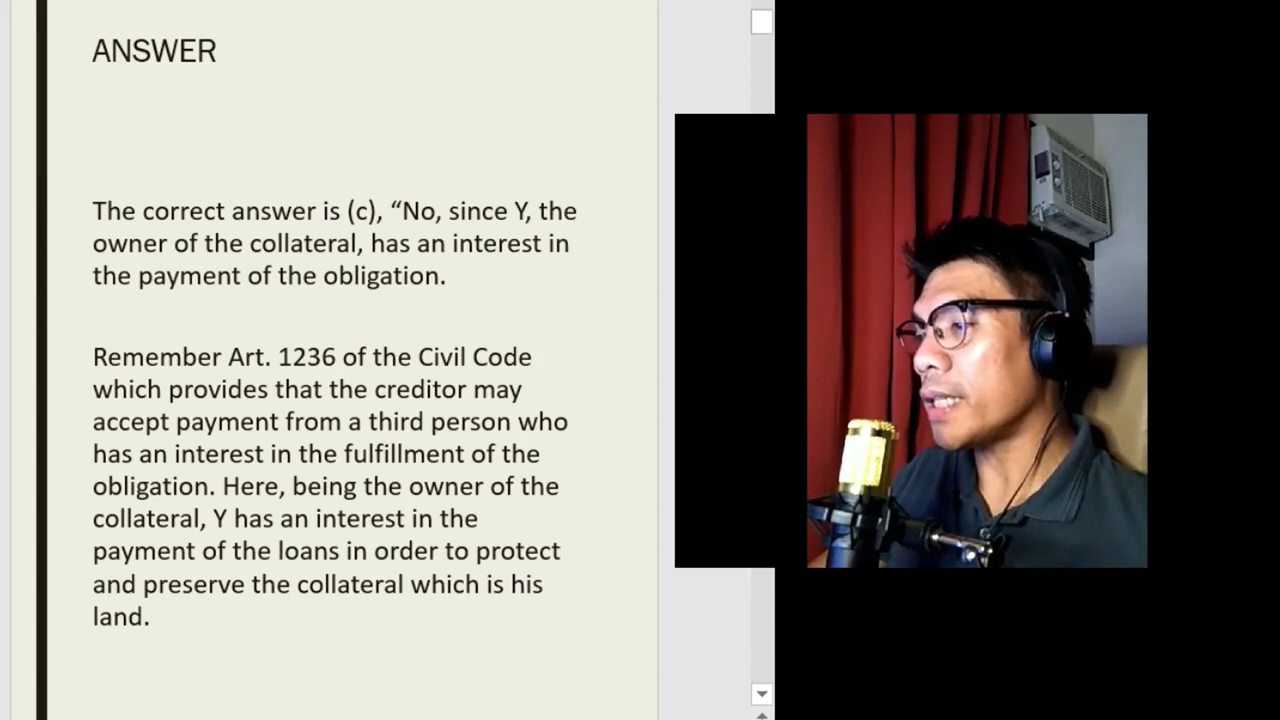 ANSWER
The correct answer is (c), “No, since Y, the
owner of the collateral, has an interest in
the payment of the obligation.
Remember Art. 1236 of the Civil Code
which provides that the creditor may
accept payment from a third person who
has an interest in the fulfillment of the
obligation. Here, being the owner of the
collateral, Y has an interest in the
payment of the loans in order to protect
and preserve the collateral which is his
land.